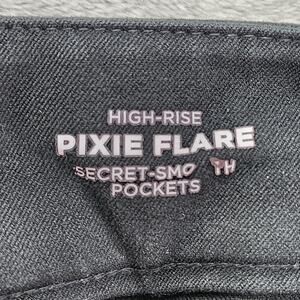 HIGH-RISE
PIXIE FLARE
SECRET-SMO TH
POCKETS